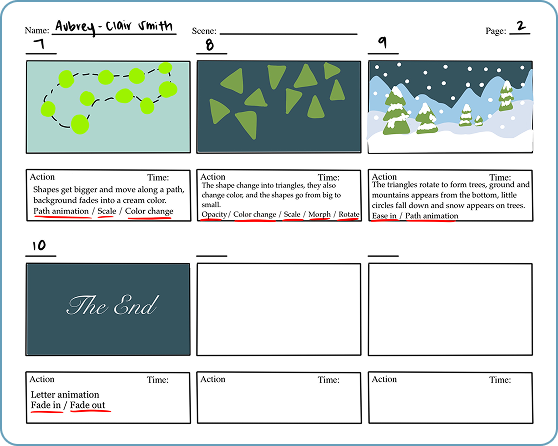 Name: Aubrey-Clair Smith Scene: Page: 2
7 8 9
Action Time:
Shapes get bigger and move along a path,
background fades into a cream color.
Path animation / Scale / Color change
Action Time:
The shape change into triangles, they also
change color, and the shapes go from big to
small.
Opacity/ Color change / Scale / Morph / Rotate
Action Time:
The triangles rotate to form trees, ground and
mountains appears from the bottom, little
circles fall down and snow appears on trees.
Ease in / Path animation
10
The End
Action Time:
Letter animation
Fade in / Fade out
Action Time:
Action Time: